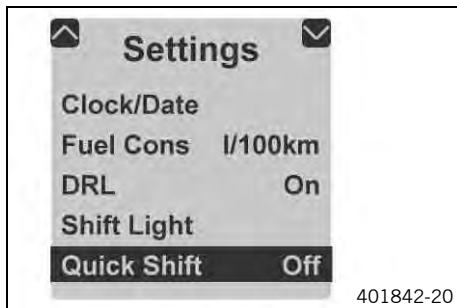 Settings
Clock/Date
Fuel Cons l/100km
DRL On
Shift Light
Quick Shift Off
401842-20